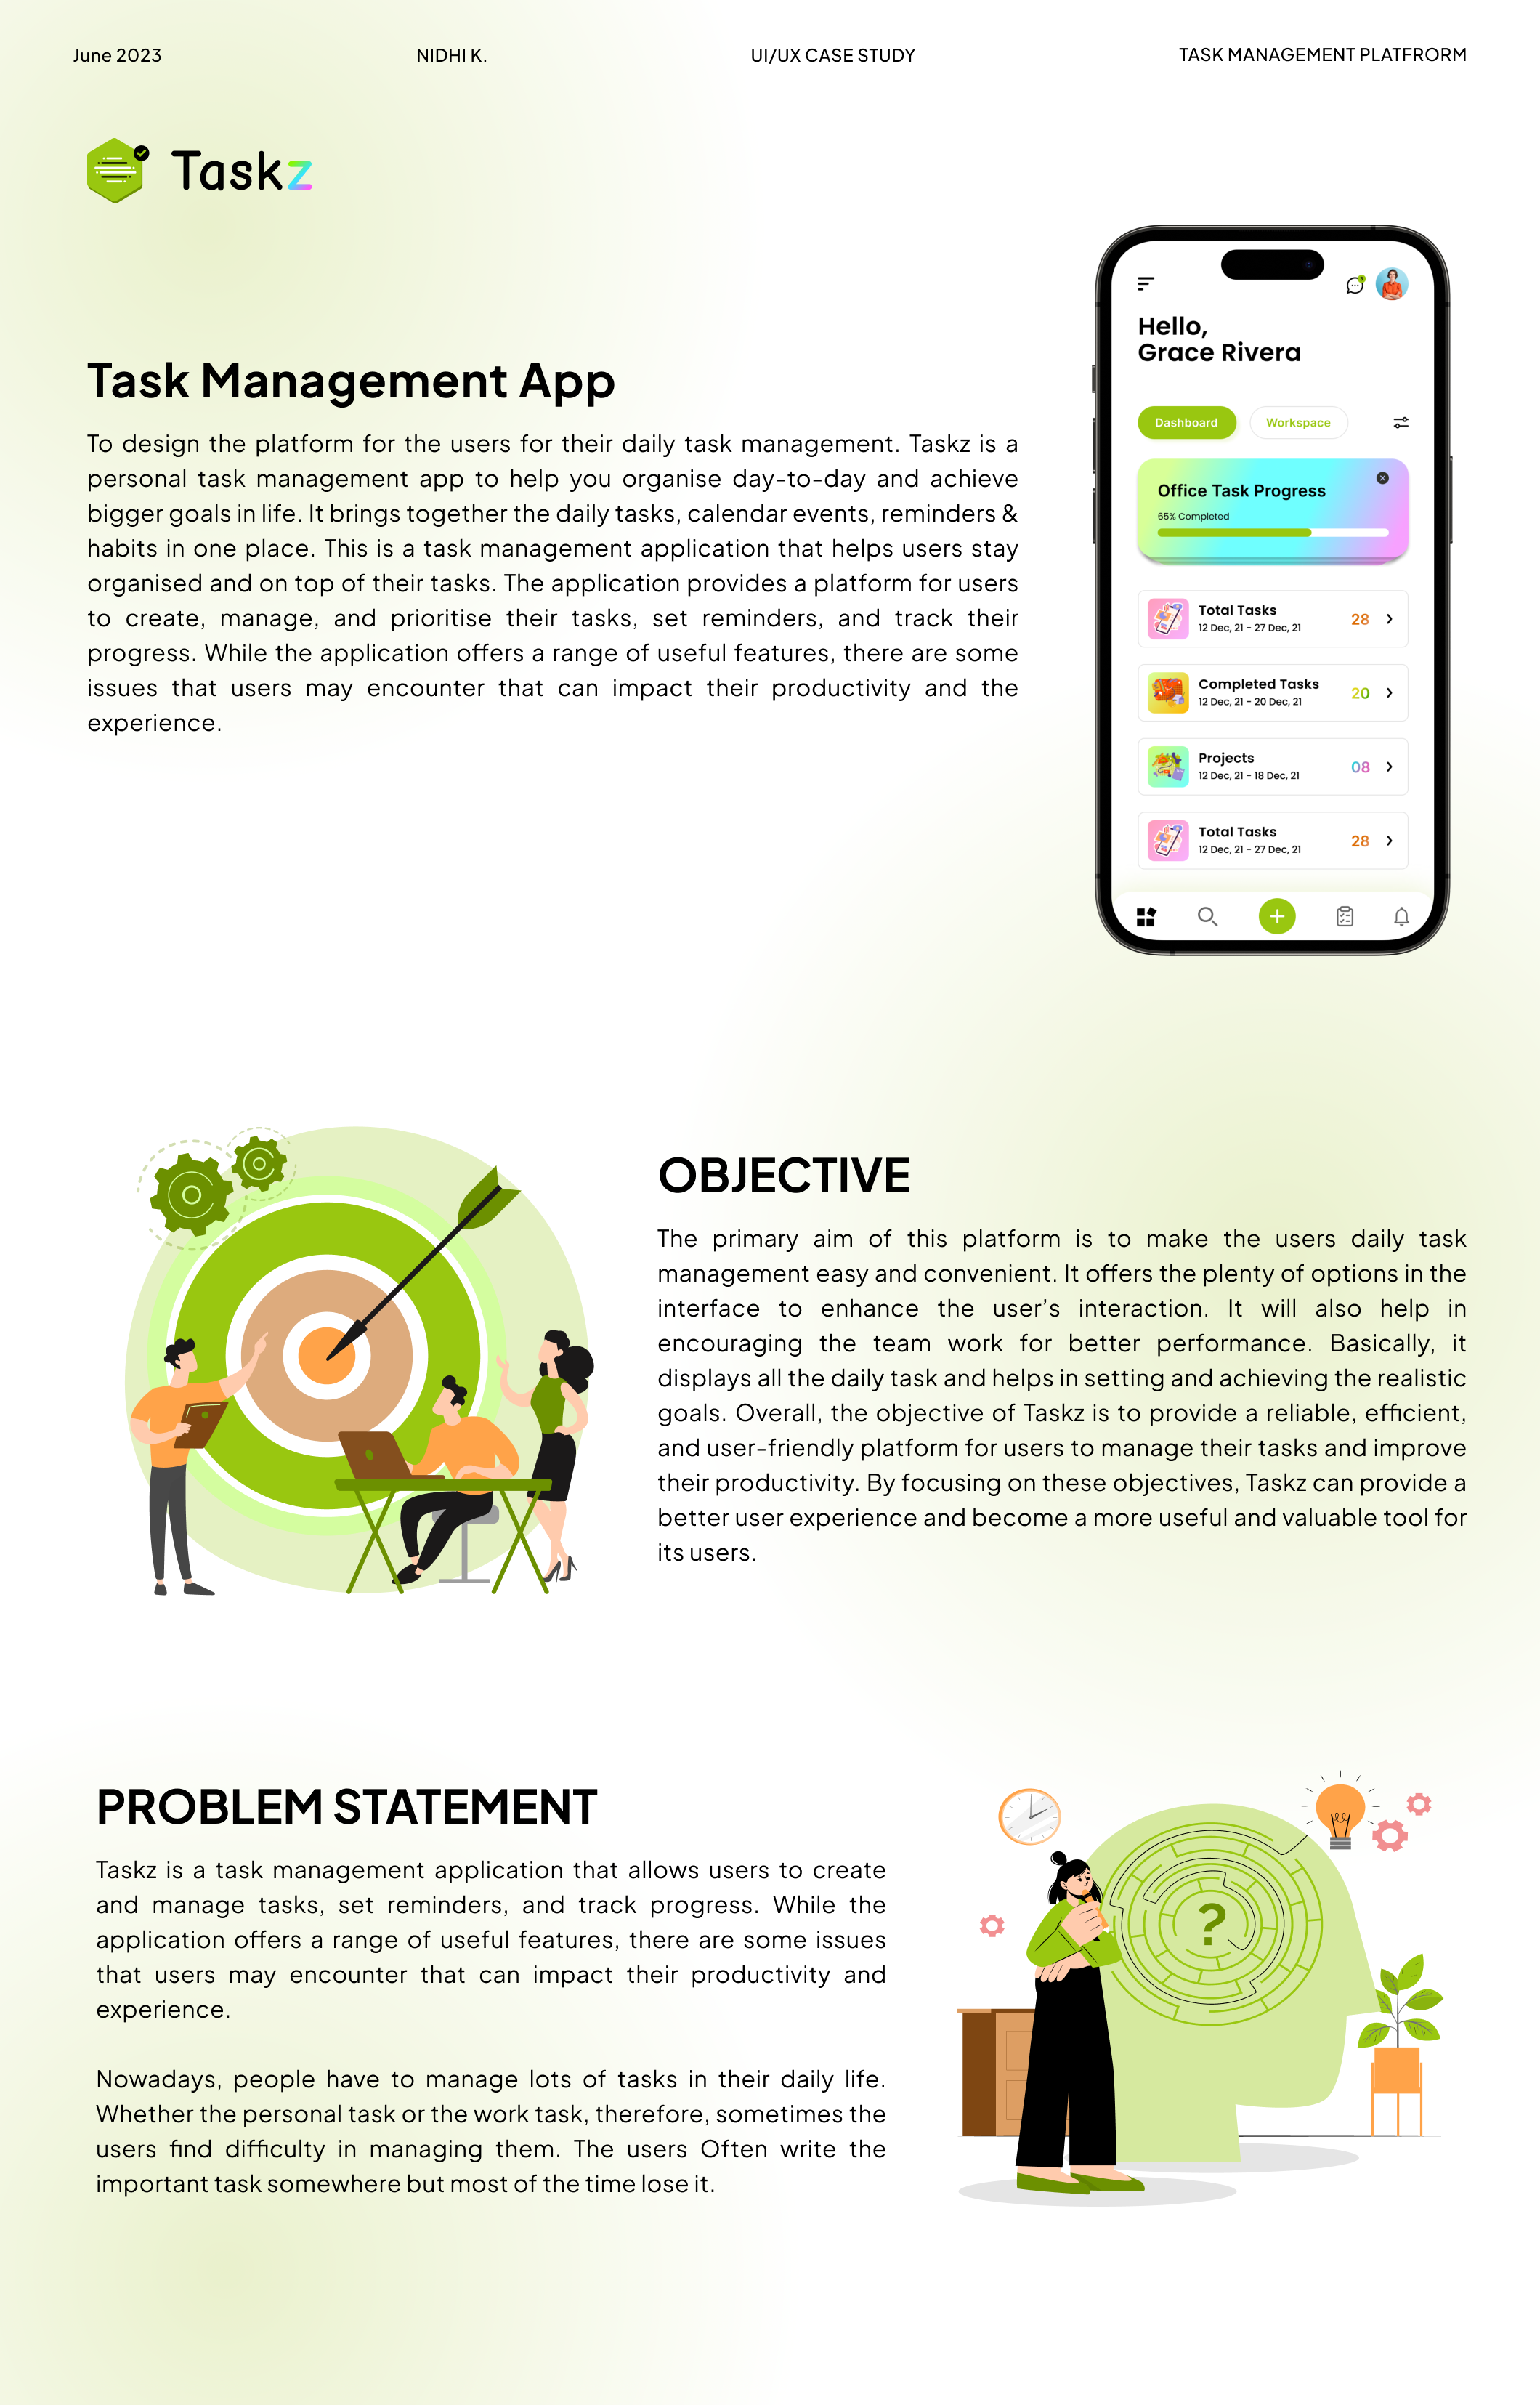 June 2023
NIDHI K.
UI/UX CASE STUDY
TASK MANAGEMENT PLATFRORM
Taskz
Task Management App
To design the platform for the users for their daily task management. Taskz is a
personal task management app to help you organise day-to-day and achieve
bigger goals in life. It brings together the daily tasks, calendar events, reminders &
habits in one place. This is a task management application that helps users stay
organised and on top of their tasks. The application provides a platform for users
to create, manage, and prioritise their tasks, set reminders, and track their
progress. While the application offers a range of useful features, there are some
issues that users may encounter that can impact their productivity and the
experience.
3
Hello,
Grace Rivera
Dashboard
Workspace
Office Task Progress
65% Completed
Total Tasks
12 Dec, 21 - 27 Dec, 21
28
Completed Tasks
12 Dec, 21 - 20 Dec, 21
20
Projects
12 Dec, 21 - 18 Dec, 21
08
Total Tasks
12 Dec, 21 - 27 Dec, 21
28
OBJECTIVE
The primary aim of this platform is to make the users daily task
management easy and convenient. It offers the plenty of options in the
interface to enhance the user’s interaction. It will also help in
encouraging the team work for better performance. Basically, it
displays all the daily task and helps in setting and achieving the realistic
goals. Overall, the objective of Taskz is to provide a reliable, efficient,
and user-friendly platform for users to manage their tasks and improve
their productivity. By focusing on these objectives, Taskz can provide a
better user experience and become a more useful and valuable tool for
its users.
PROBLEM STATEMENT
Taskz is a task management application that allows users to create
and manage tasks, set reminders, and track progress. While the
application offers a range of useful features, there are some issues
that users may encounter that can impact their productivity and
experience.
Nowadays, people have to manage lots of tasks in their daily life.
Whether the personal task or the work task, therefore, sometimes the
users find difficulty in managing them. The users Often write the
important task somewhere but most of the time lose it.
?